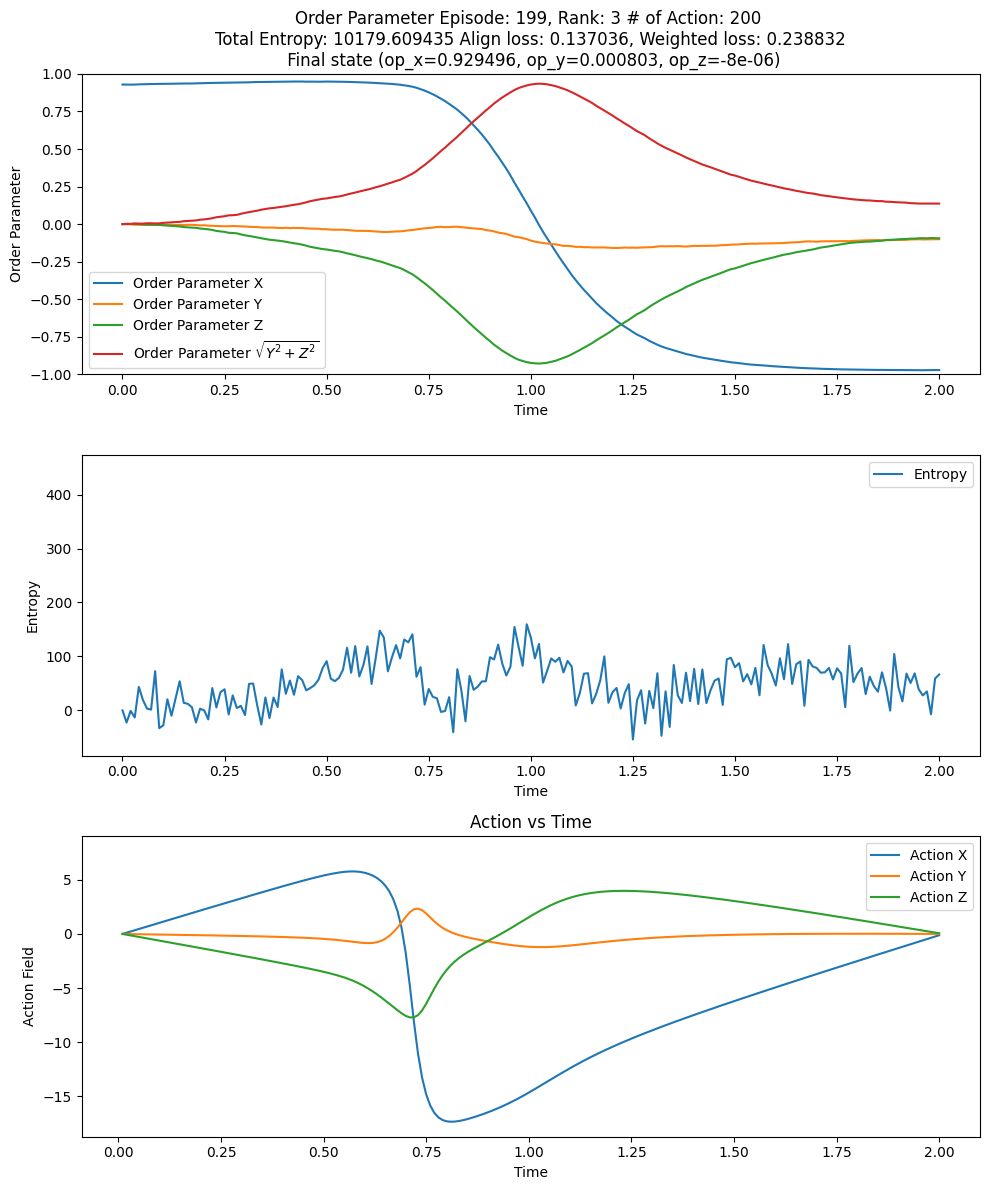 Order Parameter Episode: 199, Rank: 3 # of Action: 200
Total Entropy: 10179.609435 Align loss: 0.137036, Weighted loss: 0.238832
Final state (op_x=0.929496, op_y=0.000803, op_z=-8e-06)
1.00
0.75
0.50
0.25
0.00
−0.25
−0.50
−0.75
−1.00
Order Parameter
Order Parameter X
Order Parameter Y
Order Parameter Z
Order Parameter √Y² + Z²
0.00 0.25 0.50 0.75 1.00 1.25 1.50 1.75 2.00
Time
400
300
200
100
0
Entropy
Entropy
0.00 0.25 0.50 0.75 1.00 1.25 1.50 1.75 2.00
Time
Action vs Time
5
0
−5
−10
−15
Action Field
Action X
Action Y
Action Z
0.00 0.25 0.50 0.75 1.00 1.25 1.50 1.75 2.00
Time